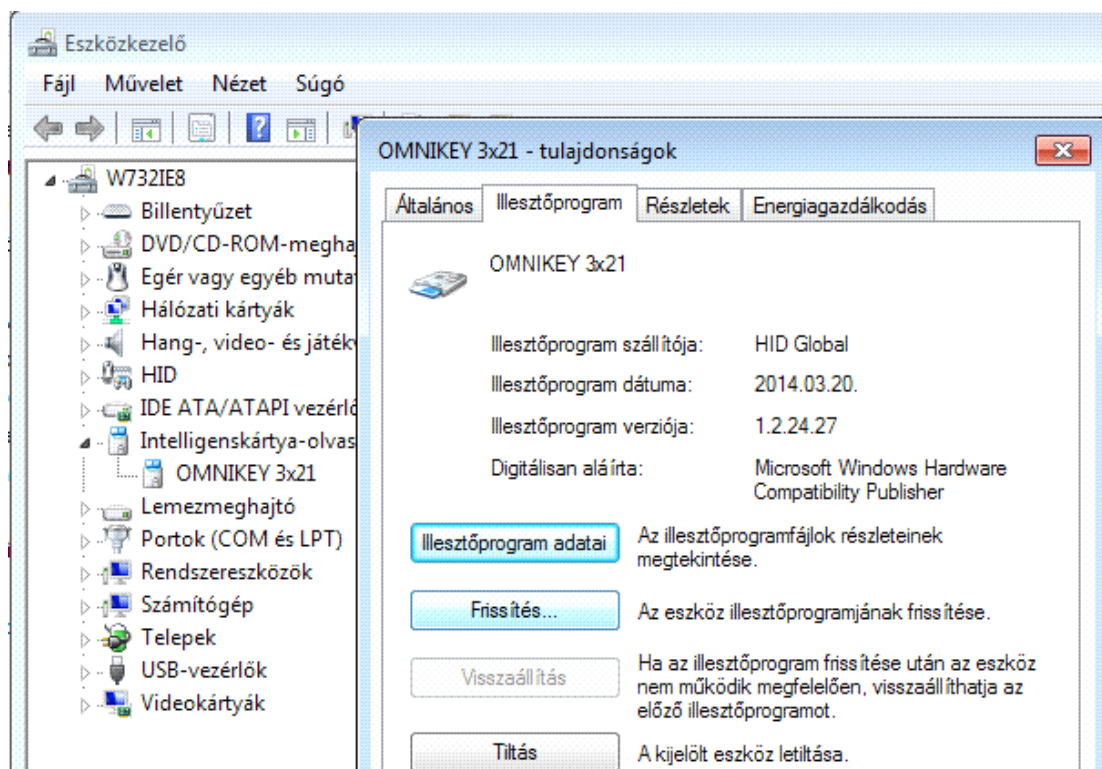 Eszközkezelő
Fájl Művelet Nézet Súgó
W732IE8
Billentyűzet
DVD/CD-ROM-megha
Egér vagy egyéb muta
Hálózati kártyák
Hang-, video- és játék
HID
IDE ATA/ATAPI vezérlő
Intelligenskártya-olvas
OMNIKEY 3x21
Lemezmeghajtó
Portok (COM és LPT)
Rendszereszközök
Számítógép
Telepek
USB-vezérlők
Videokártyák
OMNIKEY 3x21 - tulajdonságok
Általános Illesztőprogram Részletek Energiagazdálkodás
OMNIKEY 3x21
Illesztőprogram szállítója: HID Global
Illesztőprogram dátuma: 2014.03.20.
Illesztőprogram verziója: 1.2.24.27
Digitálisan aláírta: Microsoft Windows Hardware
Compatibility Publisher
Illesztőprogram adatai Az illesztőprogramfájlok részleteinek
megtekintése.
Frissítés... Az eszköz illesztőprogramjának frissítése.
Visszaállítás Ha az illesztőprogram frissítése után az eszköz
nem működik megfelelően, visszaállíthatja az
előző illesztőprogramot.
Tiltás A kijelölt eszköz letiltása.